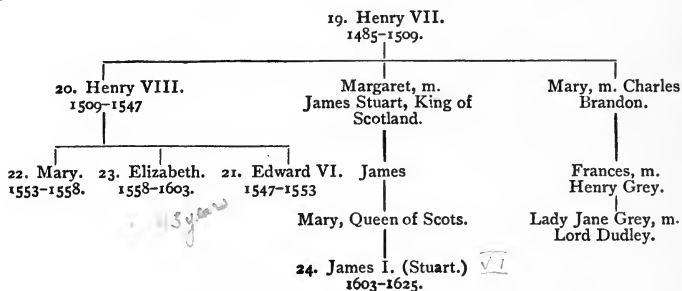 19. Henry VII.
1485-1509.
20. Henry VIII.
1509-1547
Margaret, m.
James Stuart, King of
Scotland.
Mary, m. Charles
Brandon.
22. Mary.
1553-1558.
23. Elizabeth.
1558-1603.
21. Edward VI.
1547-1553
James
Frances, m.
Henry Grey.
years
Mary, Queen of Scots.
Lady Jane Grey, m.
Lord Dudley.
24. James I. (Stuart.) VI
1603-1625.